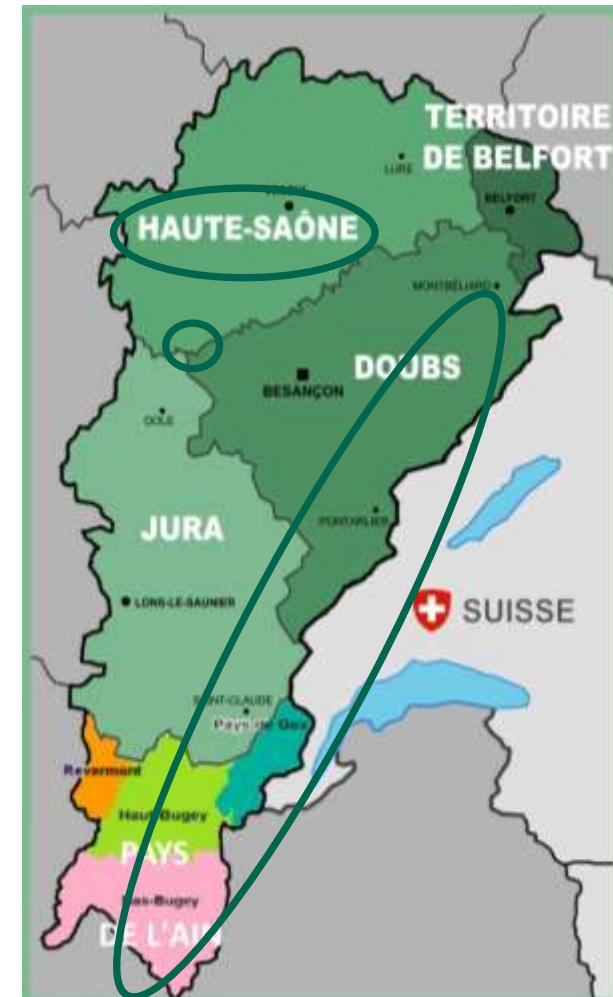 TERRITOIRE
DE BELFORT
LURE
BELFORT
HAUTE-SAÔNE
MONTBÉLIARD
DOUBS
BESANÇON
DOLE
PONTARLIER
JURA
LONS-LE-SAUNIER
SUISSE
SAINT-CLAUDE
Pays de Gex
Revermont
Haut-Bugey
PAYS
Bas-Bugey
DE L'AIN